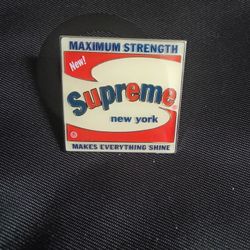 MAXIMUM STRENGTH
New!
Supreme
new york
MAKES EVERYTHING SHINE